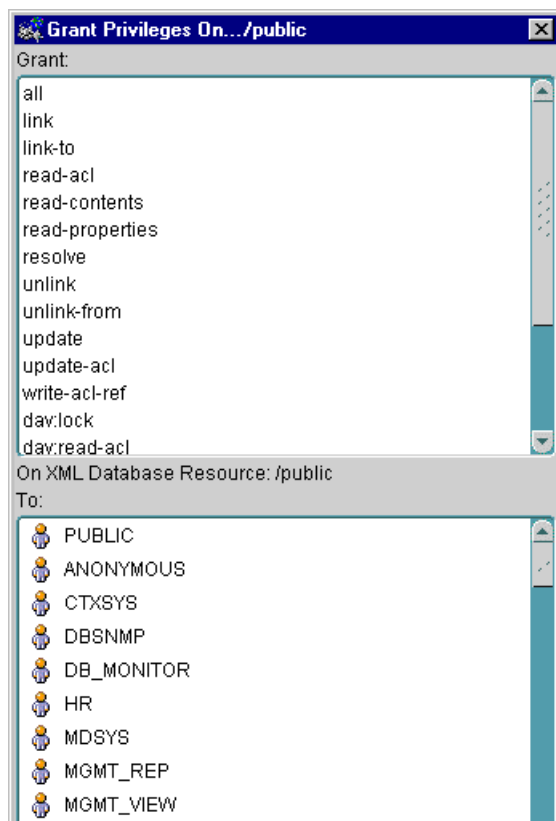 Grant Privileges On.../public
Grant:
all
link
link-to
read-acl
read-contents
read-properties
resolve
unlink
unlink-from
update
update-acl
write-acl-ref
dav:lock
dav:read-acl
On XML Database Resource: /public
To:
PUBLIC
ANONYMOUS
CTXSYS
DBSNMP
DB_MONITOR
HR
MDSYS
MGMT_REP
MGMT_VIEW